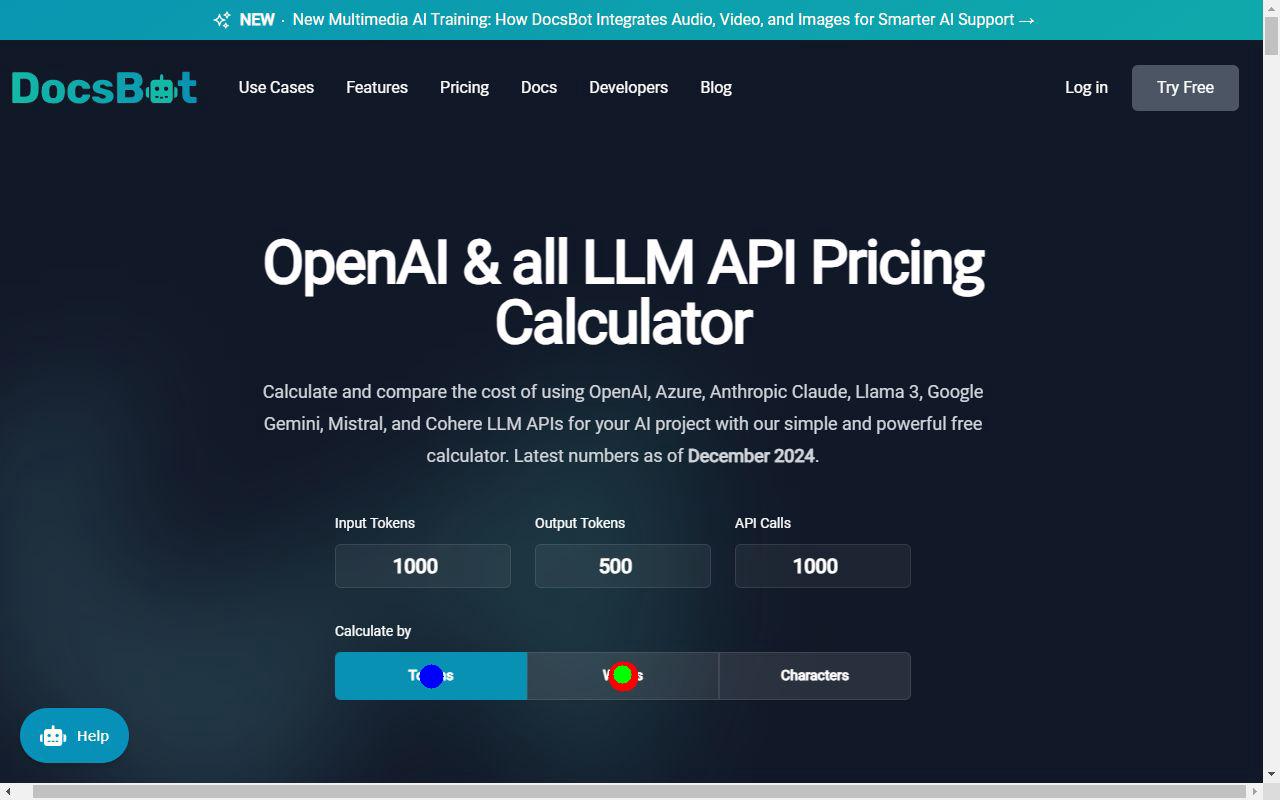 NEW · New Multimedia AI Training: How DocsBot Integrates Audio, Video, and Images for Smarter AI Support →
DocsBot
Use Cases
Features
Pricing
Docs
Developers
Blog
Log in
Try Free
OpenAI & all LLM API Pricing
Calculator
Calculate and compare the cost of using OpenAI, Azure, Anthropic Claude, Llama 3, Google
Gemini, Mistral, and Cohere LLM APIs for your AI project with our simple and powerful free
calculator. Latest numbers as of December 2024.
Input Tokens
Output Tokens
API Calls
1000
500
1000
Calculate by
Characters
Help